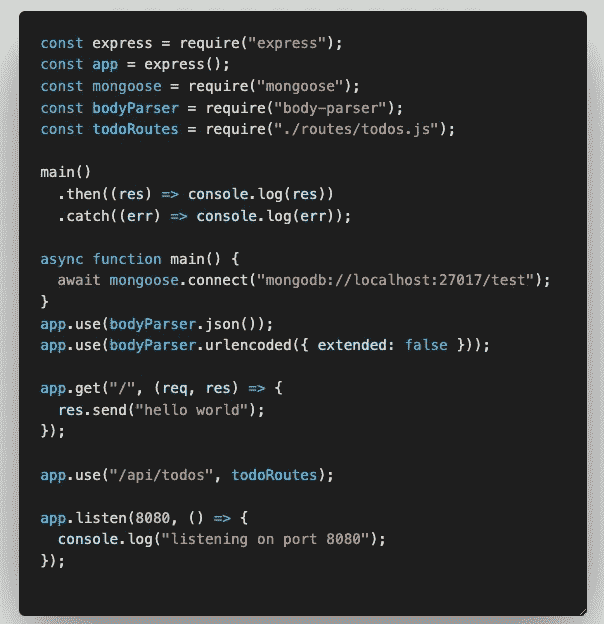 const express = require("express");
const app = express();
const mongoose = require("mongoose");
const bodyParser = require("body-parser");
const todoRoutes = require("./routes/todos.js");
main()
.then((res) => console.log(res))
.catch((err) => console.log(err));
async function main() {
await mongoose.connect("mongodb://localhost:27017/test");
}
app.use(bodyParser.json());
app.use(bodyParser.urlencoded({ extended: false }));
app.get("/", (req, res) => {
res.send("hello world");
});
app.use("/api/todos", todoRoutes);
app.listen(8080, () => {
console.log("listening on port 8080");
});